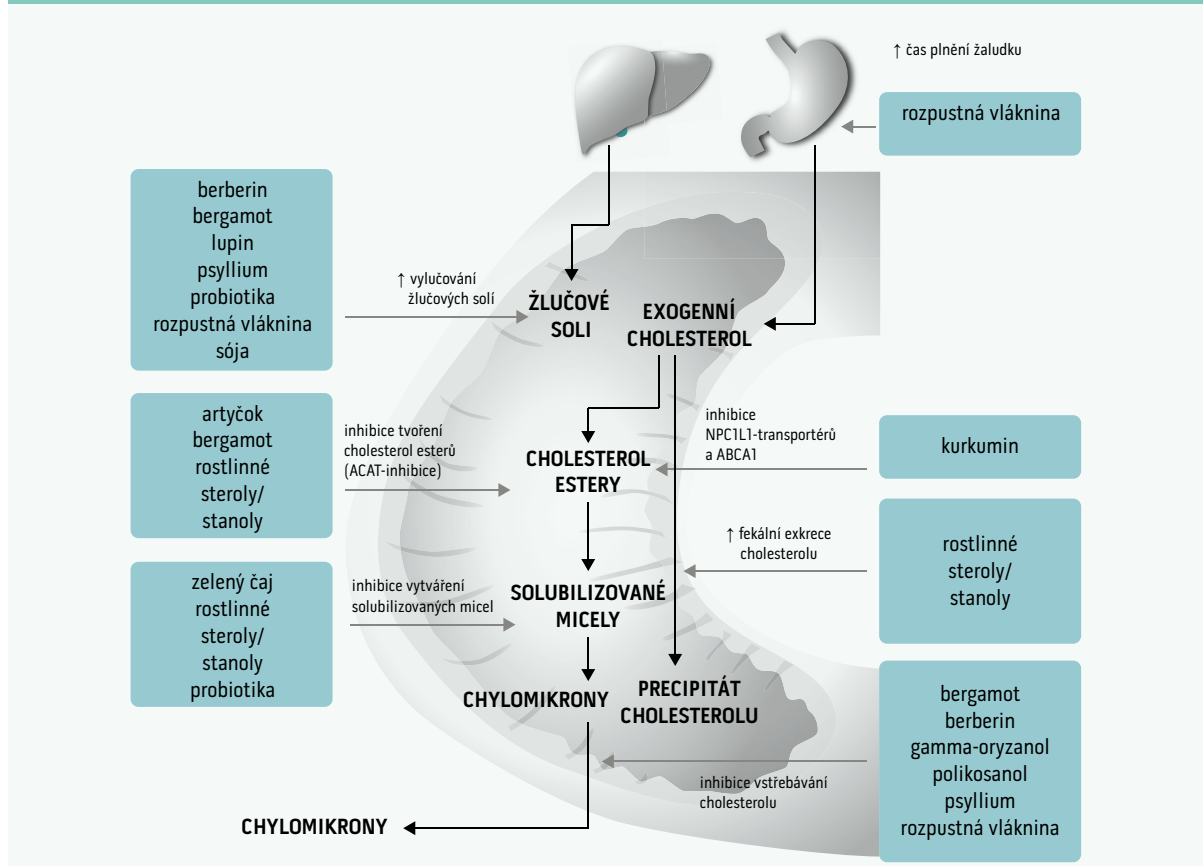 ↑ čas plnění žaludku
rozpustná vláknina
berberin
bergamot
lupin
psyllium
probiotika
rozpustná vláknina
sója
↑ vylučování
žlučových solí
ŽLUČOVÉ
SOLI
EXOGENNÍ
CHOLESTEROL
artyčok
bergamot
rostlinné
steroly/
stanoly
inhibice tvoření
cholesterol esterů
(ACAT-inhibice)
CHOLESTEROL
ESTERY
inhibice
NPC1L1-transportérů
a ABCA1
kurkumin
↑ fekální exkrece
cholesterolu
rostlinné
steroly/
stanoly
zelený čaj
rostlinné
steroly/
stanoly
probiotika
inhibice vytváření
solubilizovaných micel
SOLUBILIZOVANÉ
MICELY
CHYLOMIKRONY
PRECIPITÁT
CHOLESTEROLU
bergamot
berberin
gamma-oryzanol
polikosanol
psyllium
rozpustná vláknina
inhibice vstřebávání
cholesterolu
CHYLOMIKRONY